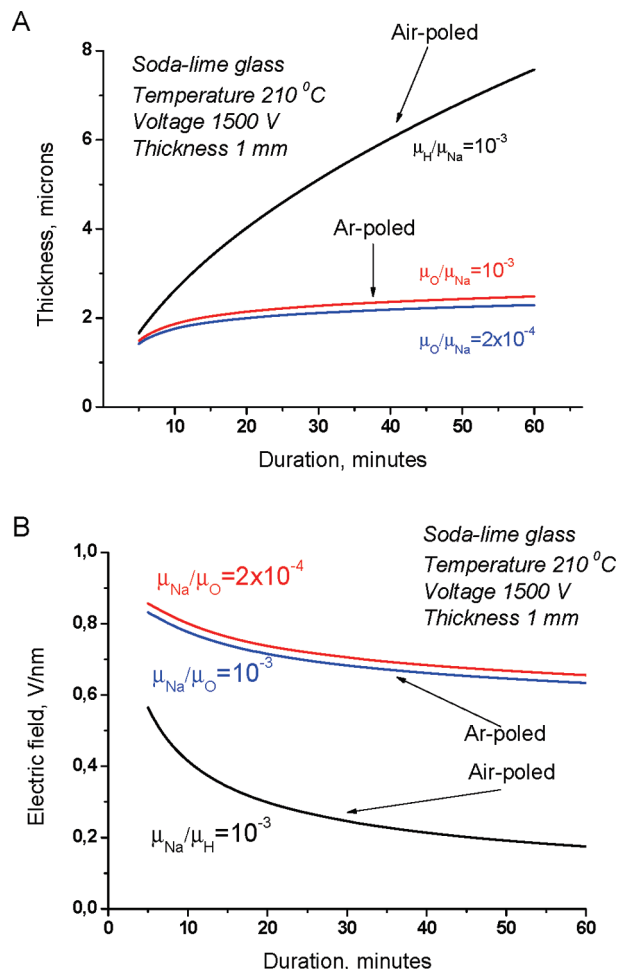 A
Soda-lime glass
Temperature 210 ⁰C
Voltage 1500 V
Thickness 1 mm
Air-poled
μH/μNa=10⁻³
Ar-poled
μO/μNa=10⁻³
μO/μNa=2x10⁻⁴
Thickness, microns
8
6
4
2
0
10 20 30 40 50 60
Duration, minutes
B
Soda-lime glass
Temperature 210 ⁰C
Voltage 1500 V
Thickness 1 mm
μNa/μO=2x10⁻⁴
μNa/μO=10⁻³
Ar-poled
Air-poled
μNa/μH=10⁻³
Electric field, V/nm
1,0
0,8
0,6
0,4
0,2
0,0
0 10 20 30 40 50 60
Duration, minutes